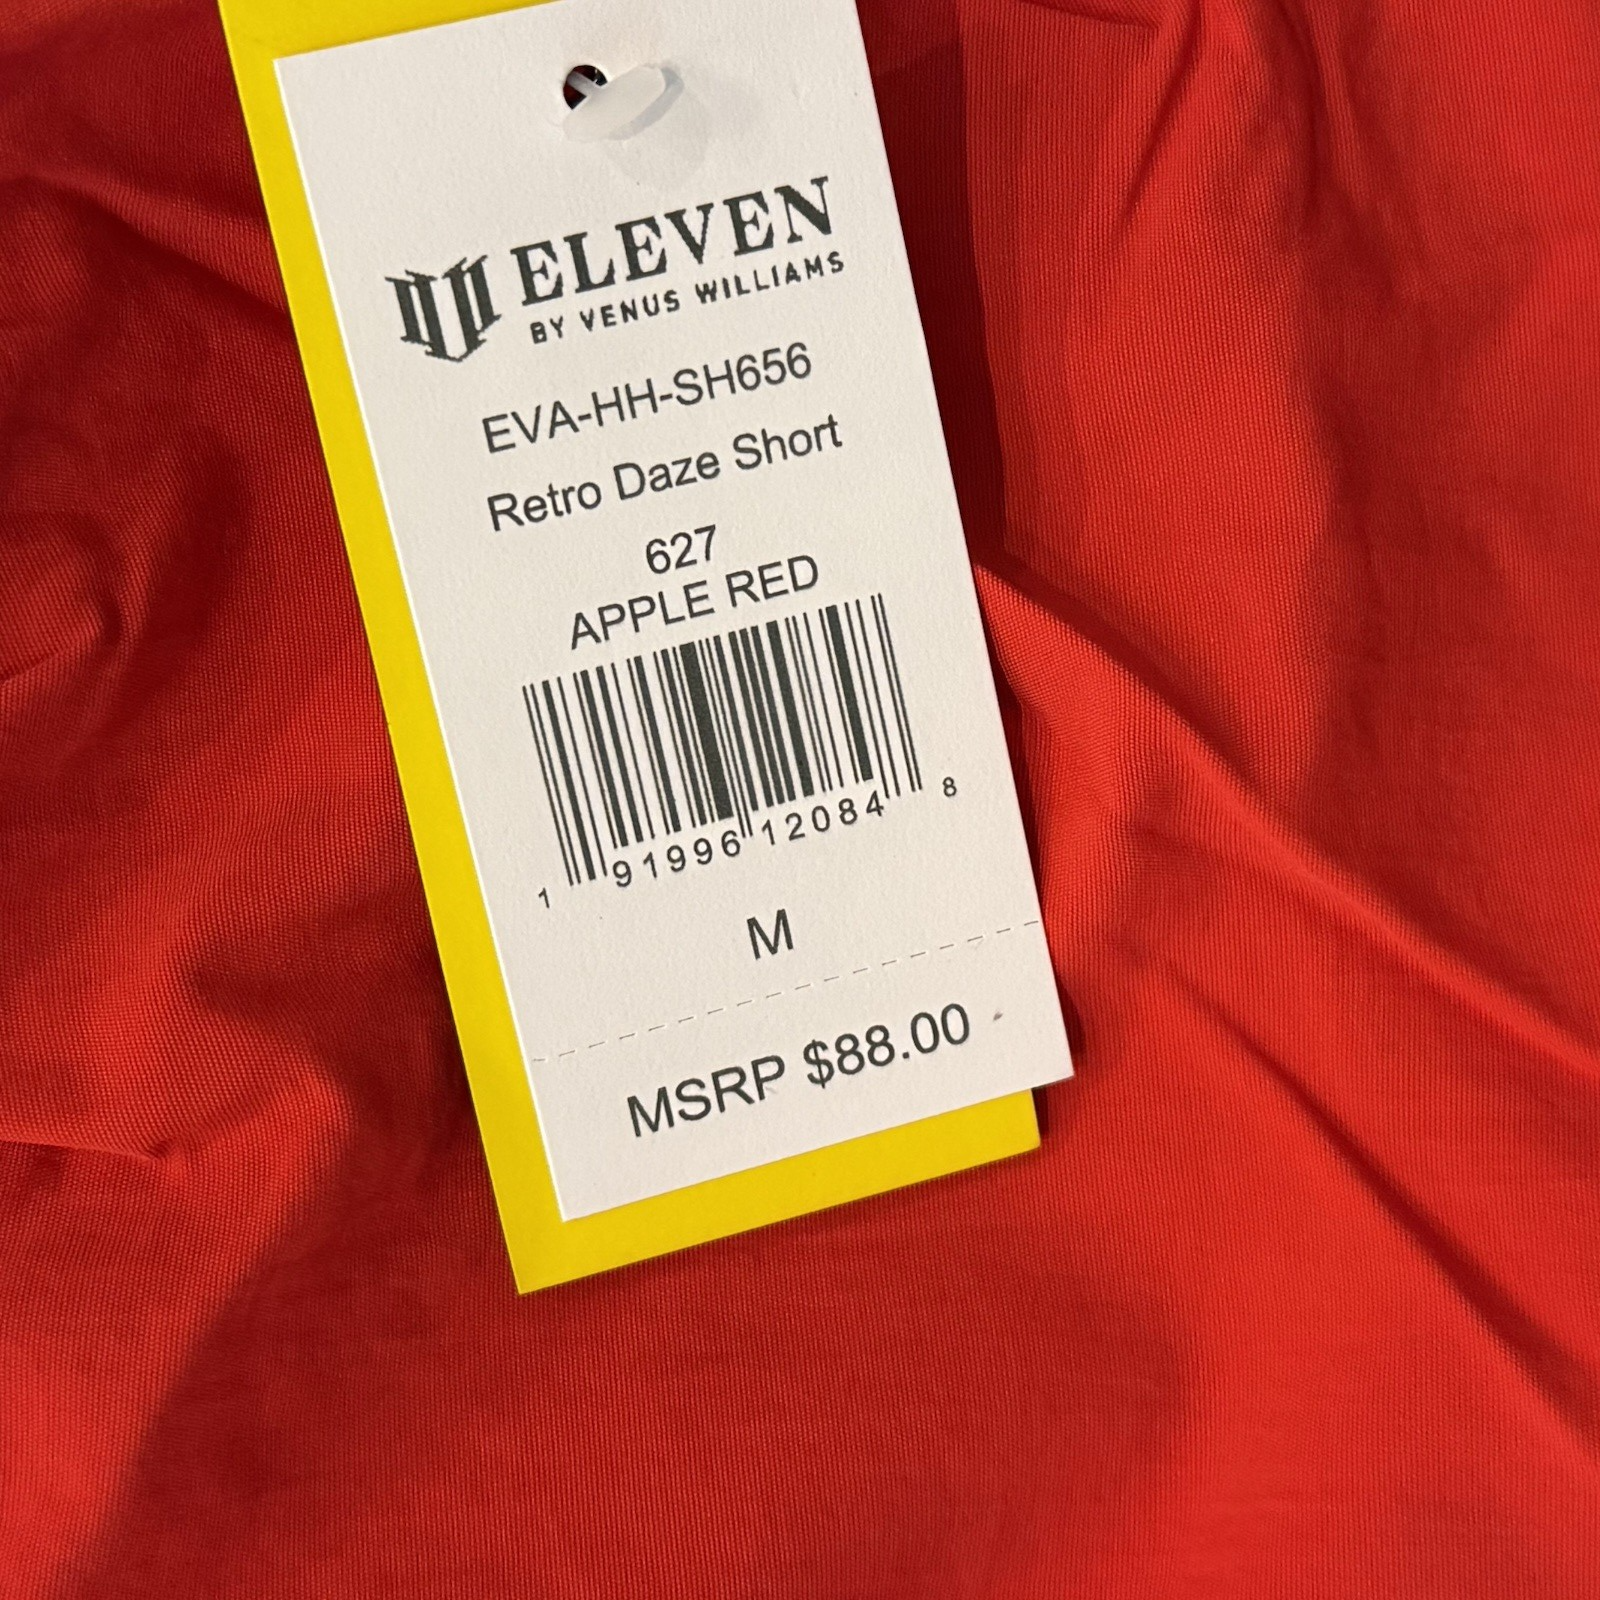 ELEVEN
BY VENUS WILLIAMS
EVA-HH-SH656
Retro Daze Short
627
APPLE RED
1 91996 12084 8
M
MSRP $88.00